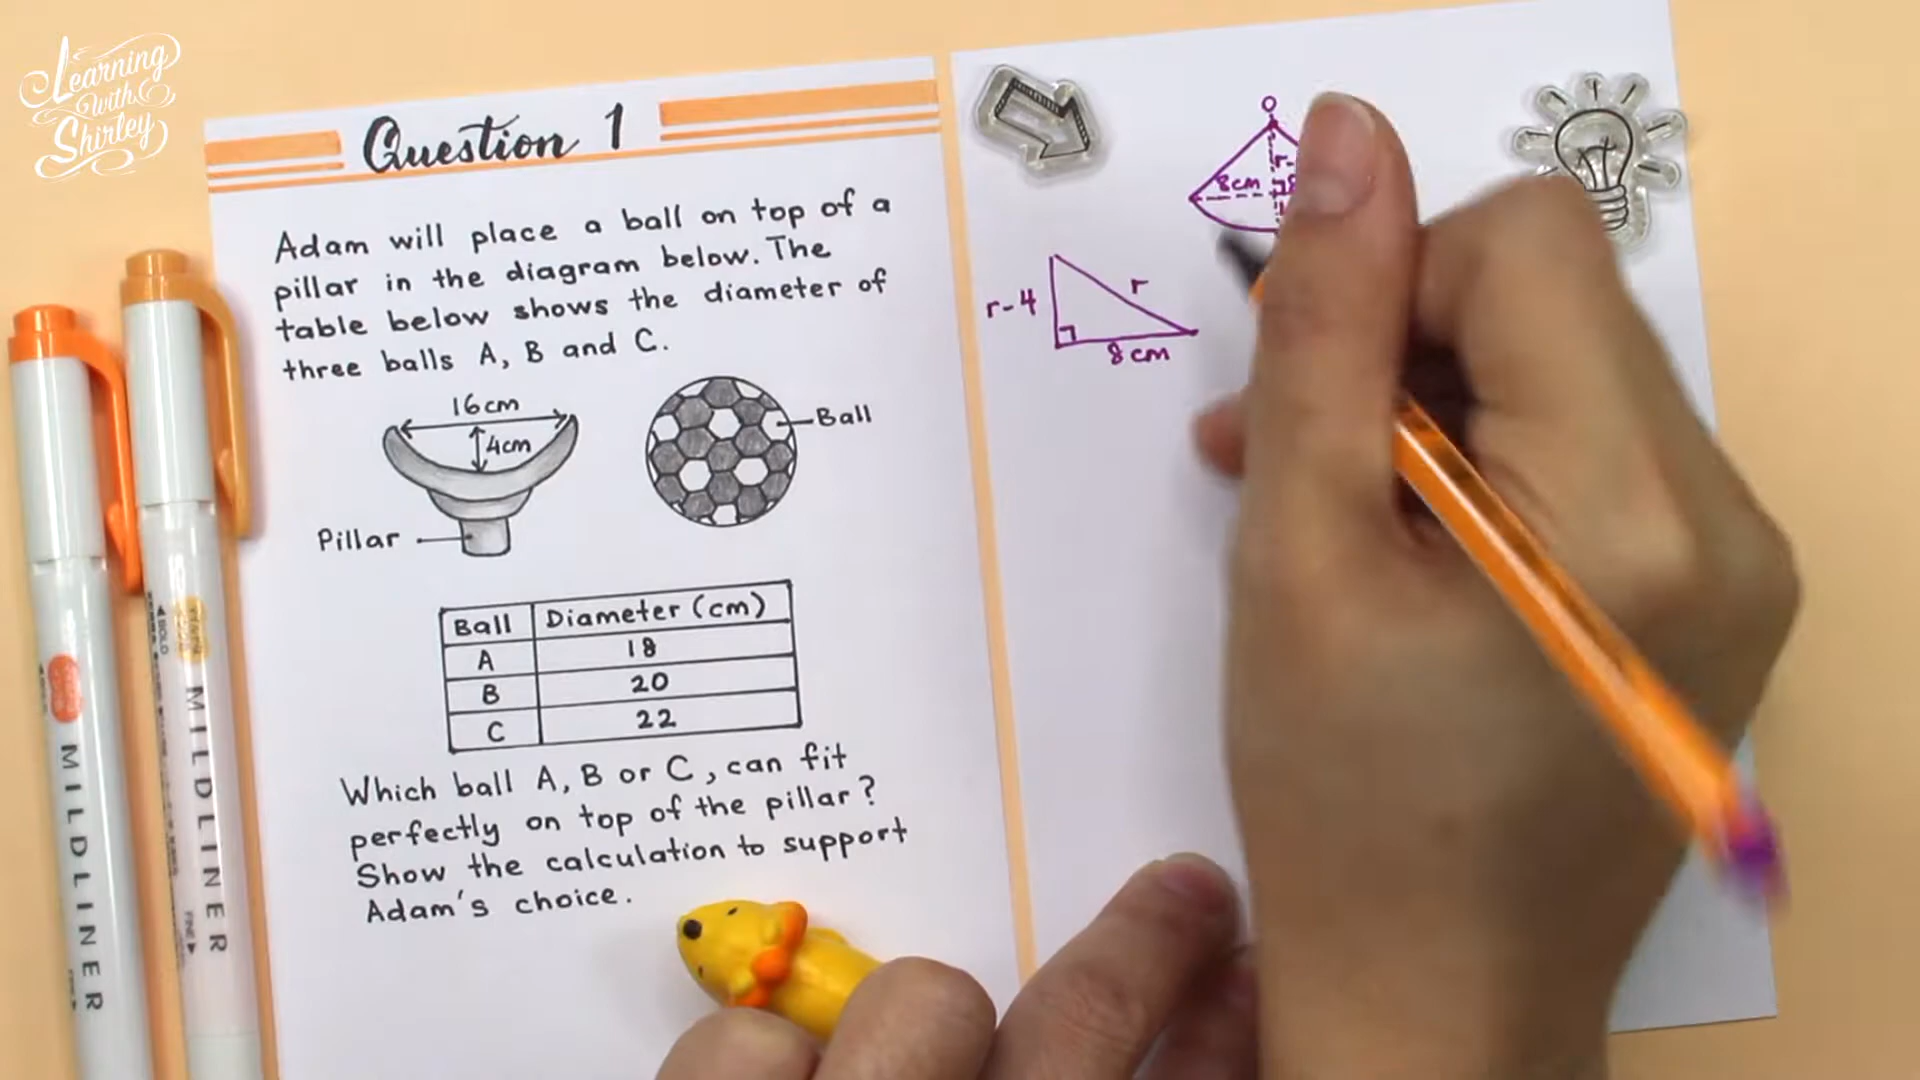 Learning
With
Shirley
Question 1
Adam will place a ball on top of a
pillar in the diagram below. The
table below shows the diameter of
three balls A, B and C.
16cm
4cm
Ball
Pillar
Ball Diameter (cm)
A 18
B 20
C 22
Which ball A, B or C, can fit
perfectly on top of the pillar?
Show the calculation to support
Adam's choice.
O
r-
8cm
r-4
r
8cm
MILDLINER
MILDLINER
BOLD
FINE